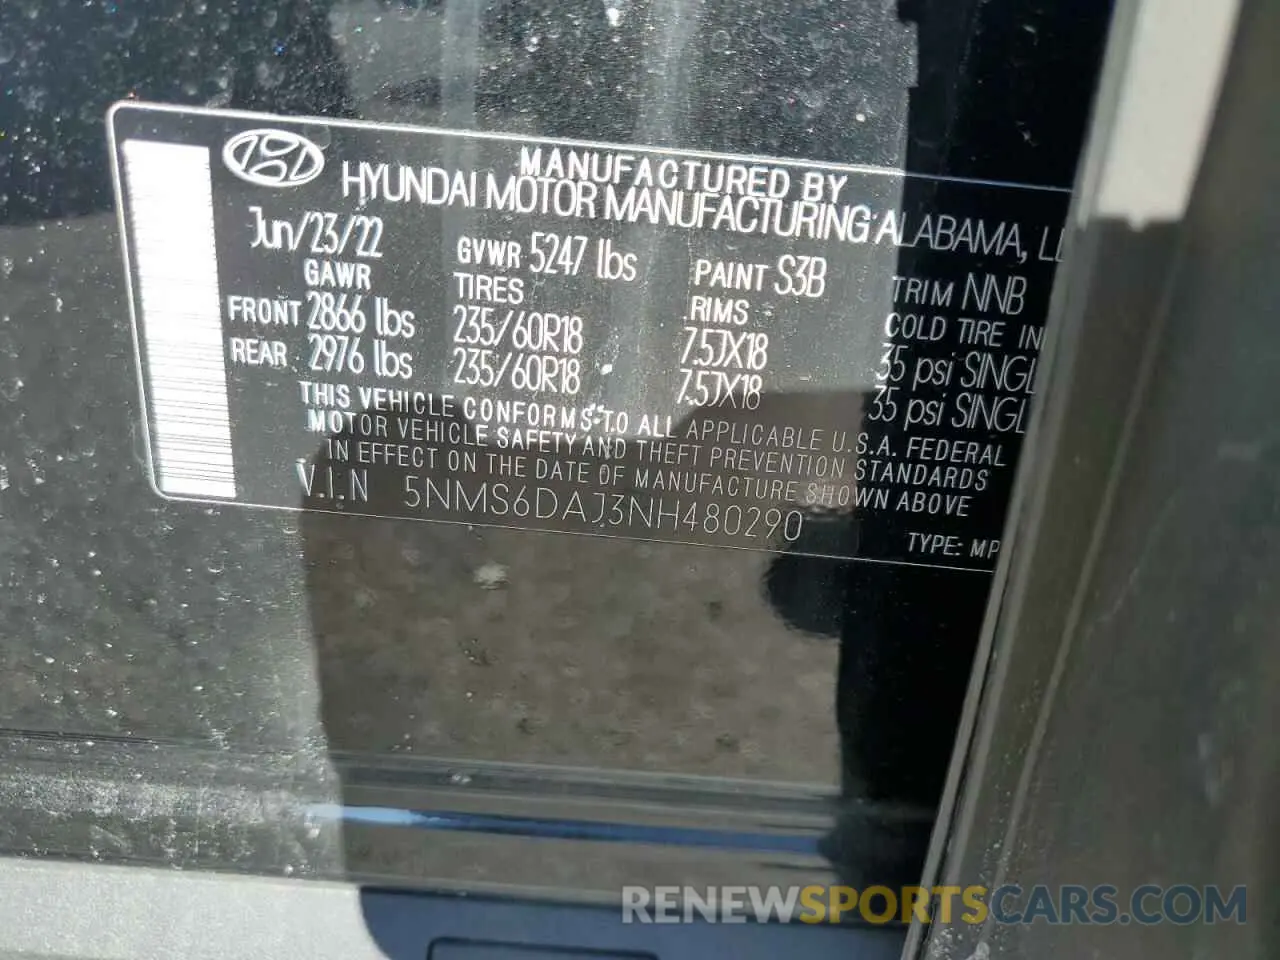 MANUFACTURED BY
HYUNDAI MOTOR MANUFACTURING ALABAMA,
Jun/23/22 GVWR 5247 lbs PAINT S3B TRIM NNB
GAWR TIRES RIMS COLD TIRE IN
FRONT 2866 lbs 235/60R18 7.5JX18 35 psi SINGL
REAR 2976 lbs 235/60R18 7.5JX18 35 psi SINGL
THIS VEHICLE CONFORMS TO ALL APPLICABLE U.S.A. FEDERAL
MOTOR VEHICLE SAFETY AND THEFT PREVENTION STANDARDS
IN EFFECT ON THE DATE OF MANUFACTURE SHOWN ABOVE
V.I.N 5NMS6DAJ3NH480290
TYPE: MP
RENEWSPORTSCARS.COM